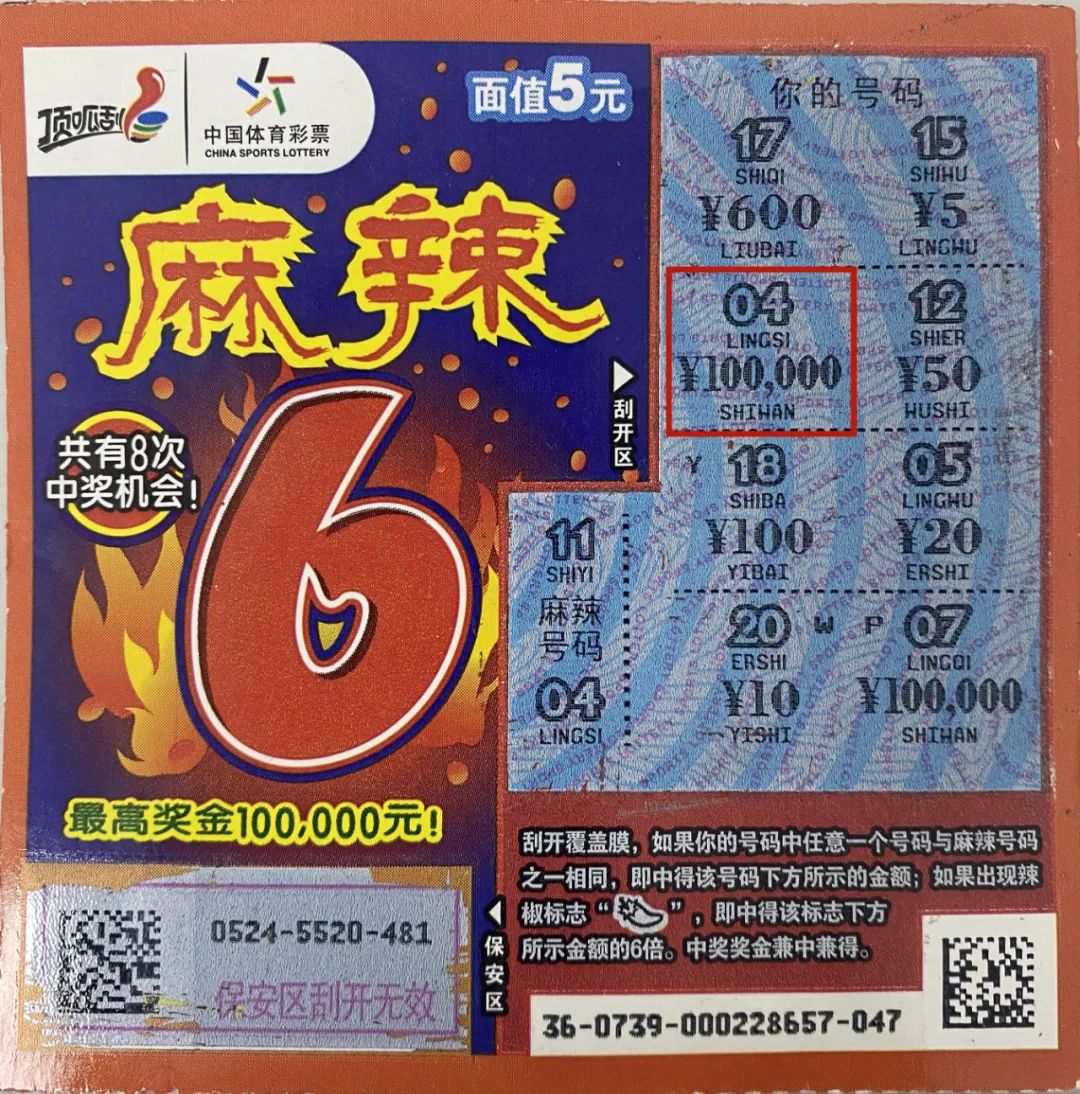 顶呱刮
中国体育彩票
CHINA SPORTS LOTTERY
面值5元
麻辣
6
共有8次
中奖机会!
最高奖金100,000元!
刮开区
你的号码
17 15
SHIQI SHIWU
¥600 ¥5
LIUBAI LINGWU
04 12
LINGSI SHIER
¥100,000 ¥50
SHIWAN WUSHI
Y 18 05
SHIBA LINGWU
¥100 ¥20
YIBAI ERSHI
20 W P 07
ERSHI LINGQI
¥10 ¥100,000
YISHI SHIWAN
11
SHIYI
麻辣
号码
04
LINGSI
刮开覆盖膜，如果你的号码中任意一个号码与麻辣号码
之一相同，即中得该号码下方所示的金额；如果出现辣
椒标志“ ”，即中得该标志下方
所示金额的6倍。中奖奖金兼中兼得。
保安区
0524-5520-481
保安区刮开无效
36-0739-000228657-047